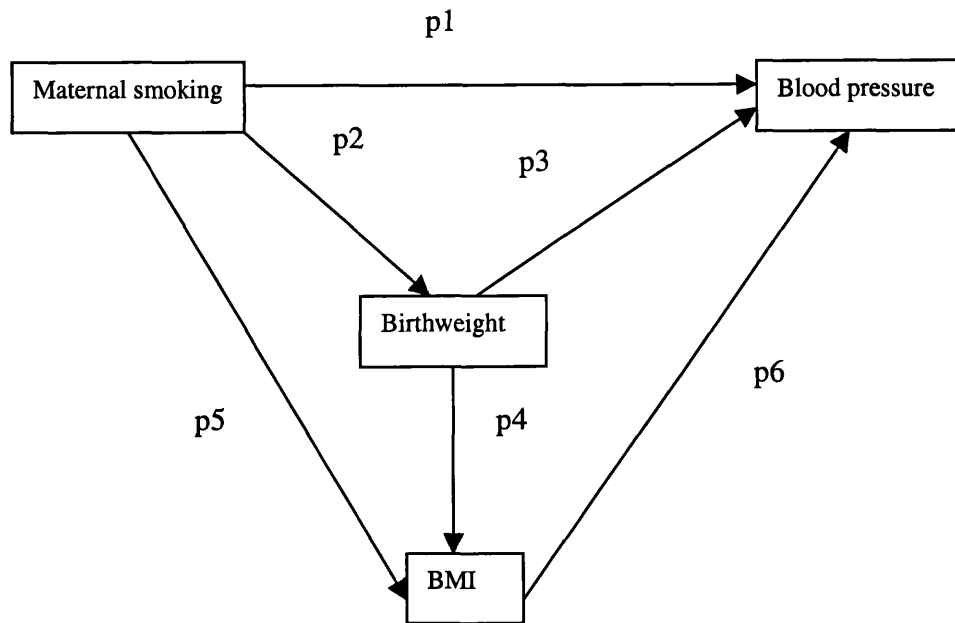 p1
Maternal smoking
Blood pressure
p2
p3
Birthweight
p6
p5
p4
BMI